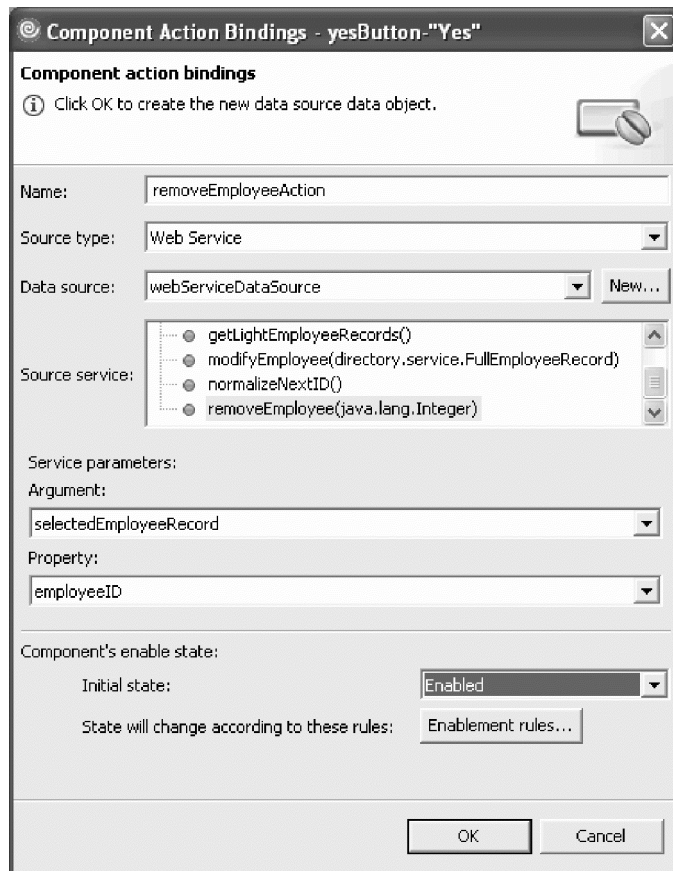 Component Action Bindings - yesButton-"Yes"
Component action bindings
Click OK to create the new data source data object.
Name: removeEmployeeAction
Source type: Web Service
Data source: webServiceDataSource New...
Source service:
getLightEmployeeRecords()
modifyEmployee(directory.service.FullEmployeeRecord)
normalizeNextID()
removeEmployee(java.lang.Integer)
Service parameters:
Argument:
selectedEmployeeRecord
Property:
employeeID
Component's enable state:
Initial state: Enabled
State will change according to these rules: Enablement rules...
OK Cancel